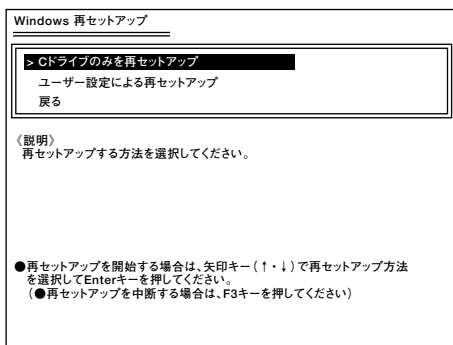 Windows 再セットアップ
> Cドライブのみを再セットアップ
ユーザー設定による再セットアップ
戻る
《説明》
再セットアップする方法を選択してください。
●再セットアップを開始する場合は、矢印キー(↑・↓)で再セットアップ方法
を選択してEnterキーを押してください。
(●再セットアップを中断する場合は、F3キーを押してください)